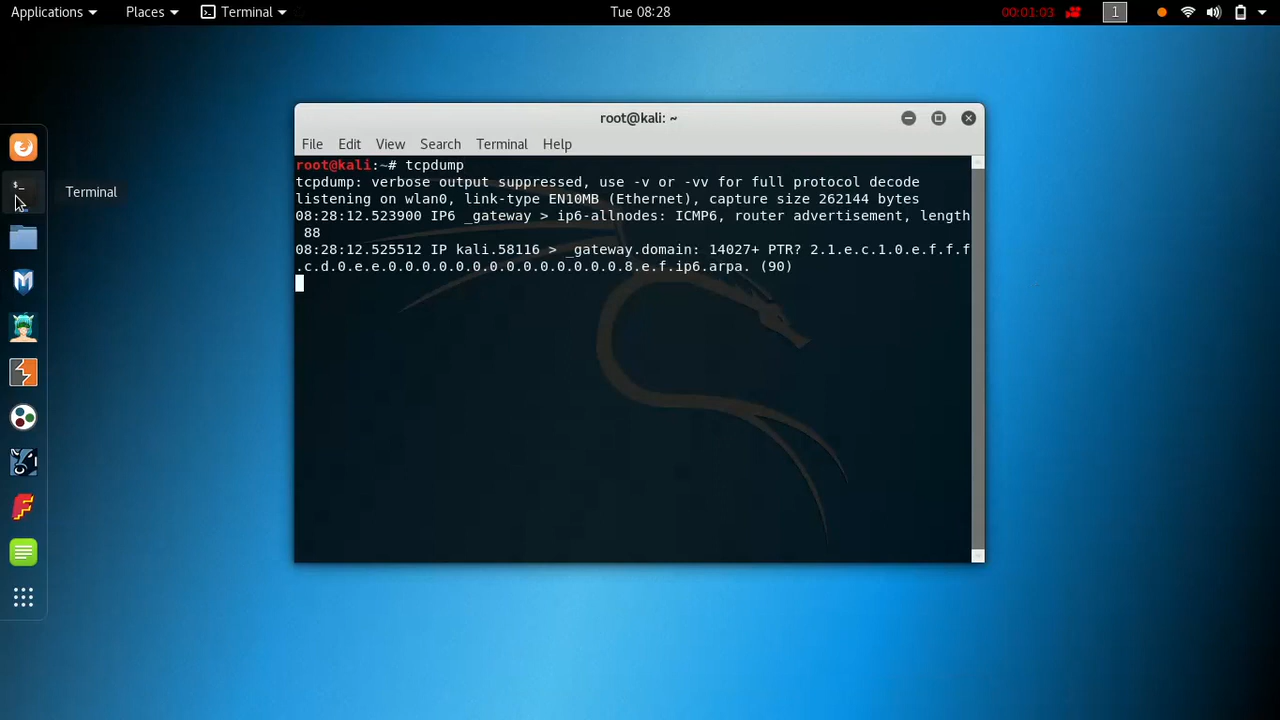 Applications Places Terminal Tue 08:28 00:01:03 1
root@kali: ~
File Edit View Search Terminal Help
Terminal
root@kali:~# tcpdump
tcpdump: verbose output suppressed, use -v or -vv for full protocol decode
listening on wlan0, link-type EN10MB (Ethernet), capture size 262144 bytes
08:28:12.523900 IP6 _gateway > ip6-allnodes: ICMP6, router advertisement, length
 88
08:28:12.525512 IP kali.58116 > _gateway.domain: 14027+ PTR? 2.1.e.c.1.0.e.f.f.f
.c.d.0.e.e.0.0.0.0.0.0.0.0.0.0.0.0.0.8.e.f.ip6.arpa. (90)